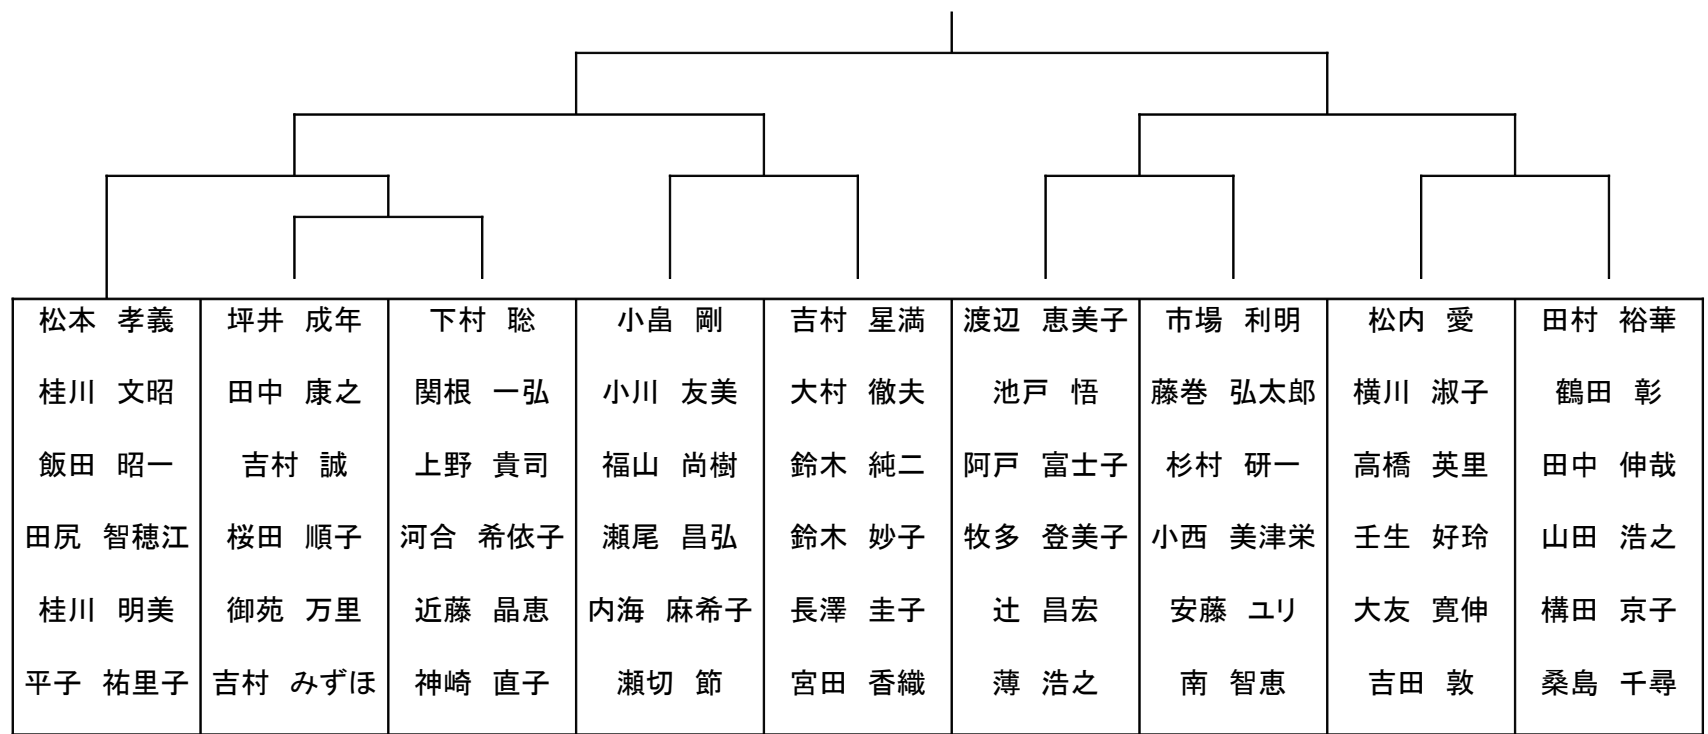 松本 孝義 坪井 成年 下村 聡 小畠 剛 吉村 星満 渡辺 恵美子 市場 利明 松内 愛 田村 裕華
桂川 文昭 田中 康之 関根 一弘 小川 友美 大村 徹夫 池戸 悟 藤巻 弘太郎 横川 淑子 鶴田 彰
飯田 昭一 吉村 誠 上野 貴司 福山 尚樹 鈴木 純二 阿戸 富士子 杉村 研一 高橋 英里 田中 伸哉
田尻 智穂江 桜田 順子 河合 希依子 瀬尾 昌弘 鈴木 妙子 牧多 登美子 小西 美津栄 壬生 好玲 山田 浩之
桂川 明美 御苑 万里 近藤 晶恵 内海 麻希子 長澤 圭子 辻 昌宏 安藤 ユリ 大友 寛伸 構田 京子
平子 祐里子 吉村 みずほ 神崎 直子 瀬切 節 宮田 香織 薄 浩之 南 智恵 吉田 敦 桑島 千尋